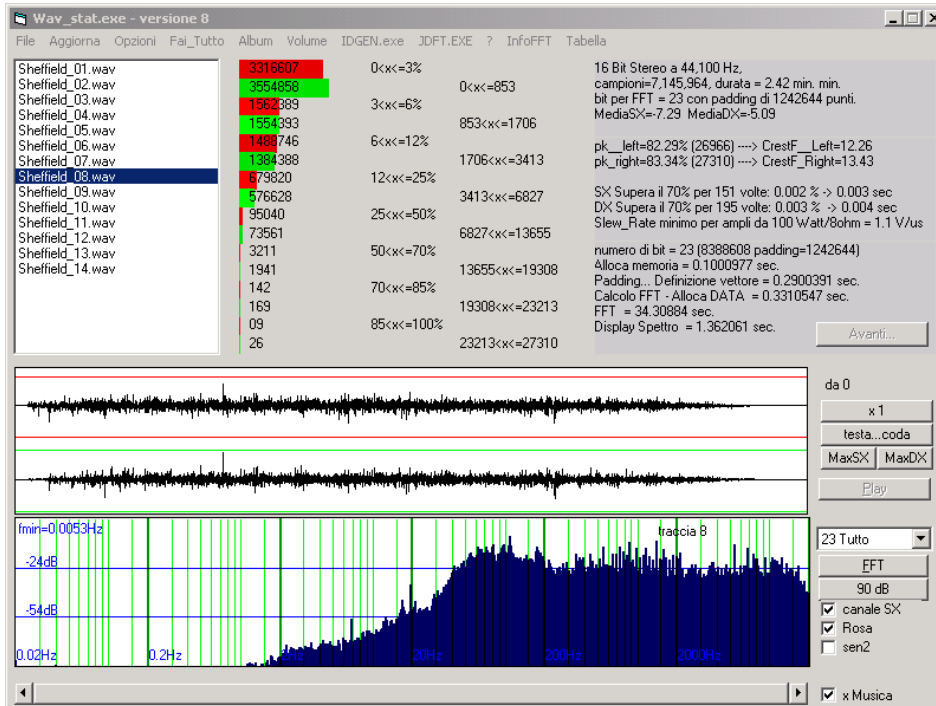 Wav_stat.exe - versione 8
File Aggiorna Opzioni Fai_Tutto Album Volume IDGEN.exe JDFT.EXE ? InfoFFT Tabella
Sheffield_01.wav
Sheffield_02.wav
Sheffield_03.wav
Sheffield_04.wav
Sheffield_05.wav
Sheffield_06.wav
Sheffield_07.wav
Sheffield_08.wav
Sheffield_09.wav
Sheffield_10.wav
Sheffield_11.wav
Sheffield_12.wav
Sheffield_13.wav
Sheffield_14.wav
3316607 0<x<=3%
3554858 0<x<=853
1562389 3<x<=6%
1554393 853<x<=1706
1488746 6<x<=12%
1384388 1706<x<=3413
679820 12<x<=25%
576628 3413<x<=6827
95040 25<x<=50%
73561 6827<x<=13655
3211 50<x<=70%
1941 13655<x<=19308
142 70<x<=85%
169 19308<x<=23213
09 85<x<=100%
26 23213<x<=27310
16 Bit Stereo a 44,100 Hz,
campioni=7,145,964, durata = 2.42 min. min.
bit per FFT = 23 con padding di 1242644 punti.
MediaSX=-7.29 MediaDX=-5.09
pk__left=82.29% (26966) ----> CrestF__Left=12.26
pk_right=83.34% (27310) ----> CrestF_Right=13.43
SX Supera il 70% per 151 volte: 0.002 % -> 0.003 sec
DX Supera il 70% per 195 volte: 0.003 % -> 0.004 sec
Slew_Rate minimo per ampli da 100 Watt/8ohm = 1.1 V/us
numero di bit = 23 (8388608 padding=1242644)
Alloca memoria = 0.1000977 sec.
Padding... Definizione vettore = 0.2900391 sec.
Calcolo FFT - Alloca DATA = 0.3310547 sec.
FFT = 34.30884 sec.
Display Spettro = 1.362061 sec.
Avanti...
da 0
x 1
testa...coda
MaxSX MaxDX
Play
fmin=0.0053Hz
traccia 8
-24dB
-54dB
0.02Hz 0.2Hz 2Hz 20Hz 200Hz 2000Hz
23 Tutto
FFT
90 dB
canale SX
Rosa
sen2
x Musica